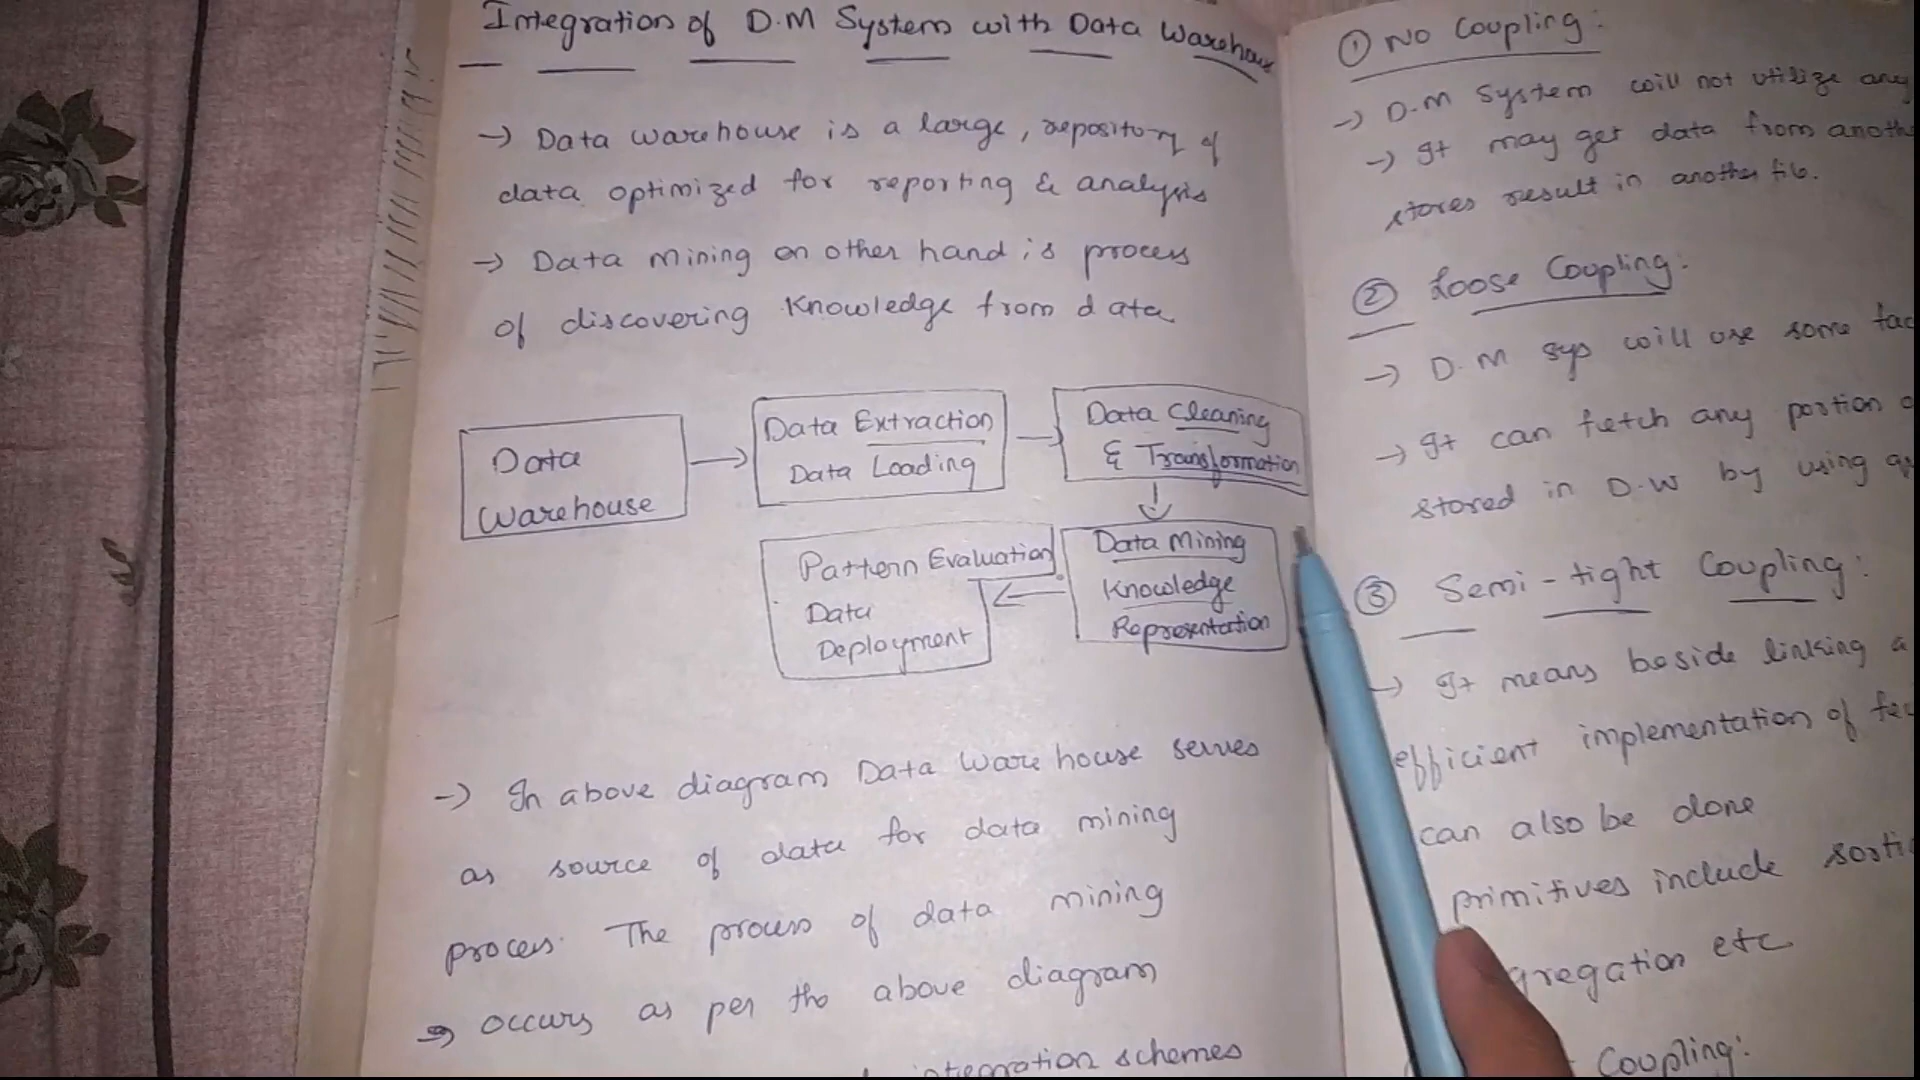 Integration of D.M System with Data Warehouse
→ Data warehouse is a large, repository of
data optimized for reporting & analysis
→ Data Mining on other hand is process
of discovering Knowledge from data
Data
Warehouse
Data Extraction
Data Loading
Data Cleaning
& Transformation
Data Mining
Knowledge
Representation
Pattern Evaluation
Data
Deployment
→ In above diagram Data Warehouse serves
as source of data for data mining
process. The process of data mining
→ occurs as per the above diagram
integration schemes
① No Coupling:
→ D.M System will not utilize any
→ It may get data from anoth
stores result in another file.
② Loose Coupling:
→ D.M sys will use some fac
→ It can fetch any portion o
stored in D.W by using q
③ Semi-tight Coupling:
→ It means beside linking a
efficient implementation of few
can also be done
primitives include sorti
gregation etc
Coupling: